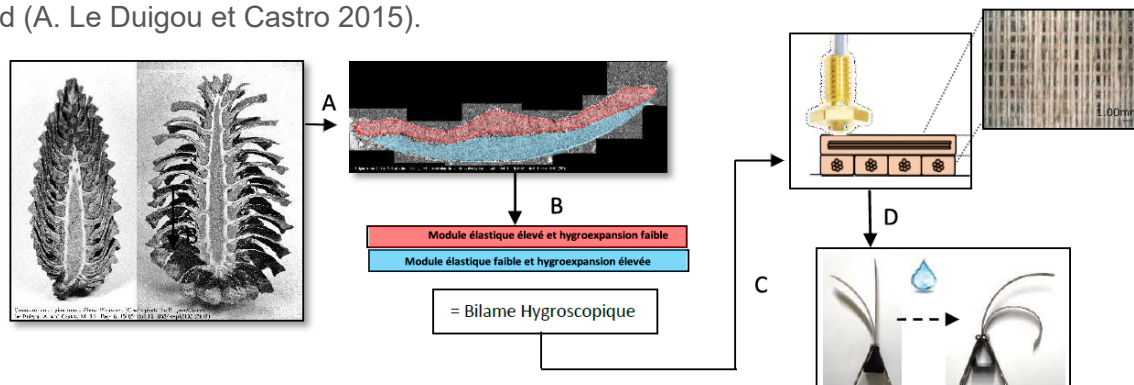 d (A. Le Duigou et Castro 2015).
A
B
B
Module élastique élevé et hygroexpansion faible
Module élastique faible et hygroexpansion élevée
= Bilame Hygroscopique
C
D
1.00mm